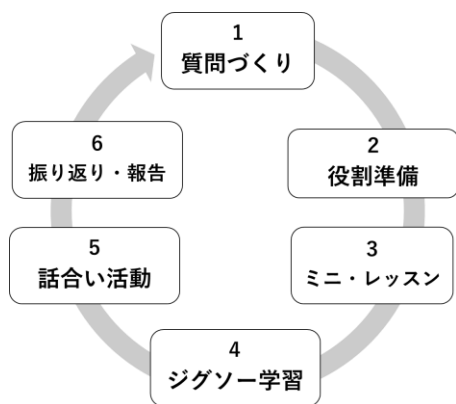 1
質問づくり
2
役割準備
3
ミニ・レッスン
4
ジグソー学習
5
話合い活動
6
振り返り・報告